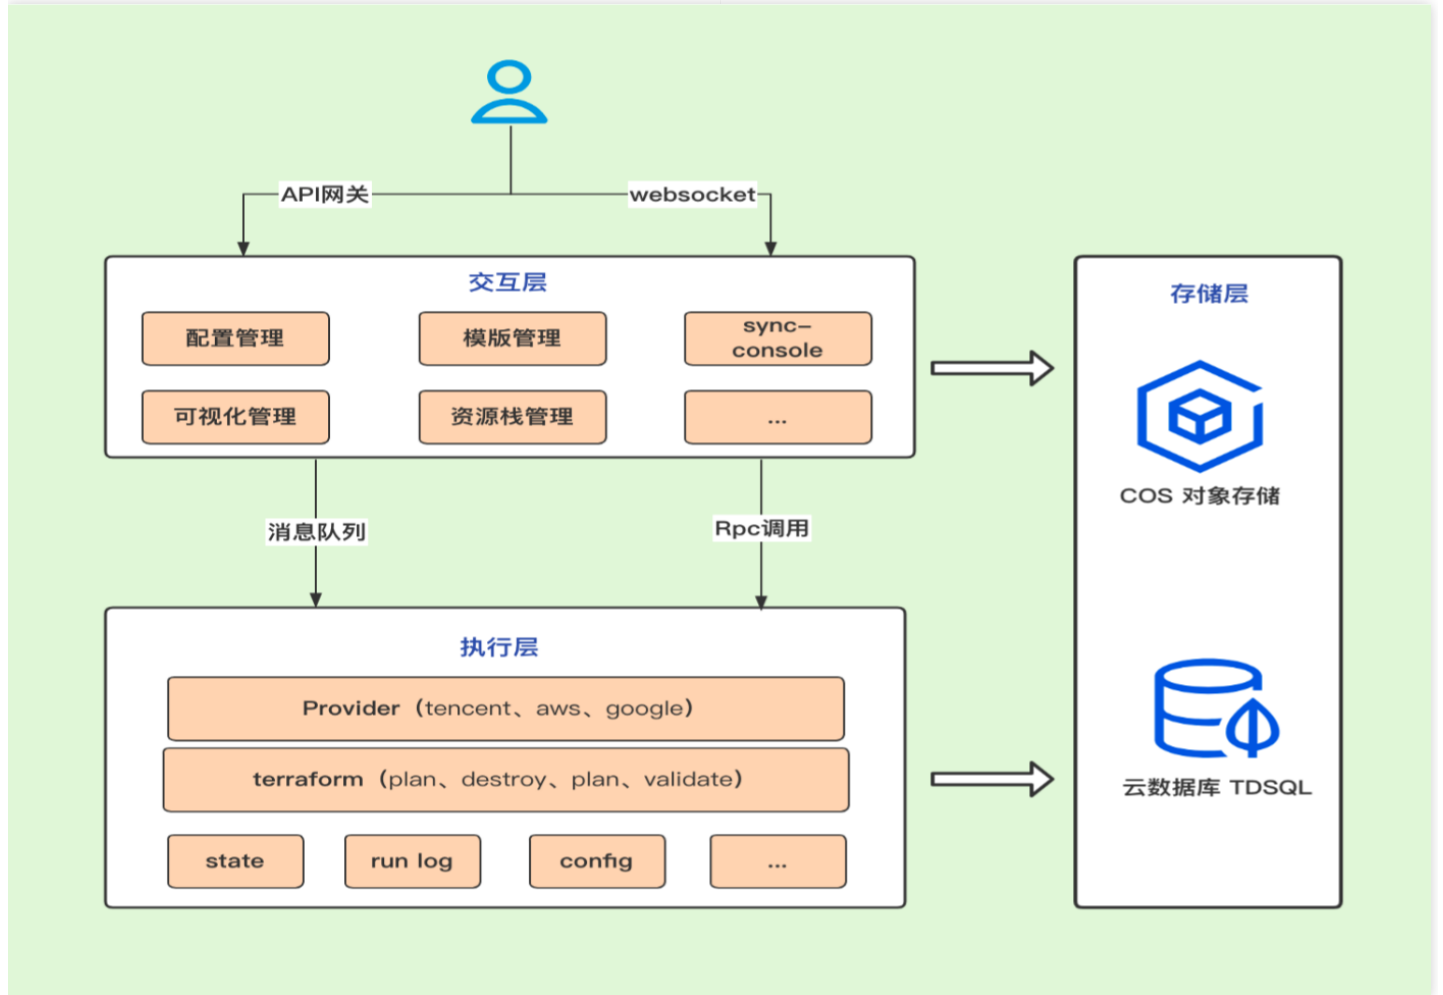 API网关
websocket
交互层
配置管理
模版管理
sync-
console
可视化管理
资源栈管理
...
存储层
COS 对象存储
消息队列
Rpc调用
执行层
Provider（tencent、aws、google）
terraform（plan、destroy、plan、validate）
state
run log
config
...
云数据库 TDSQL